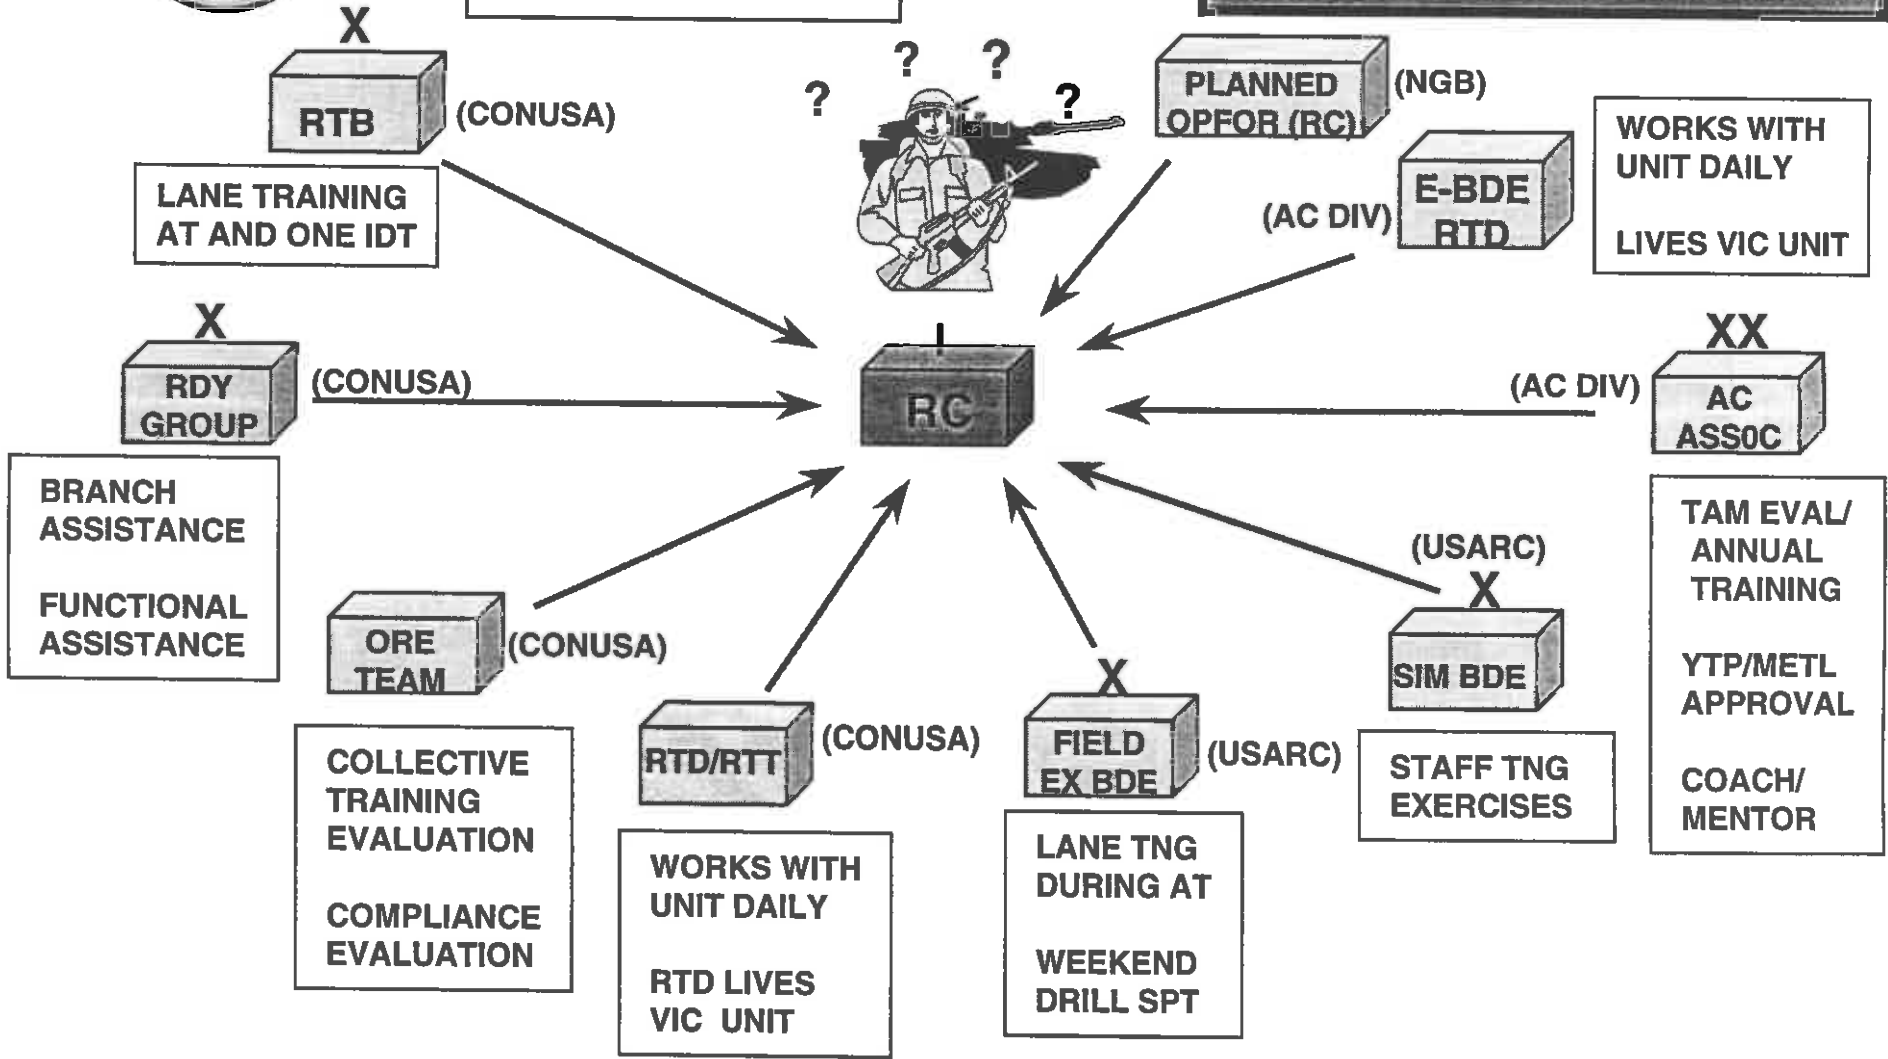 X
RTB
(CONUSA)
LANE TRAINING
AT AND ONE IDT
? ? ? ?
PLANNED
OPFOR (RC)
(NGB)
(AC DIV)
E-BDE
RTD
WORKS WITH
UNIT DAILY
LIVES VIC UNIT
X
RDY
GROUP
(CONUSA)
BRANCH
ASSISTANCE
FUNCTIONAL
ASSISTANCE
I
RC
XX
(AC DIV)
AC
ASS0C
TAM EVAL/
ANNUAL
TRAINING
YTP/METL
APPROVAL
COACH/
MENTOR
ORE
TEAM
(CONUSA)
COLLECTIVE
TRAINING
EVALUATION
COMPLIANCE
EVALUATION
RTD/RTT
(CONUSA)
WORKS WITH
UNIT DAILY
RTD LIVES
VIC UNIT
X
FIELD
EX BDE
(USARC)
LANE TNG
DURING AT
WEEKEND
DRILL SPT
(USARC)
X
SIM BDE
STAFF TNG
EXERCISES